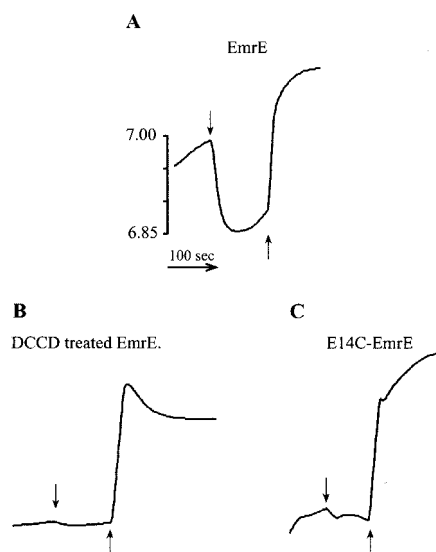 A
EmrE
7.00
6.85
100 sec
B
DCCD treated EmrE.
C
E14C-EmrE